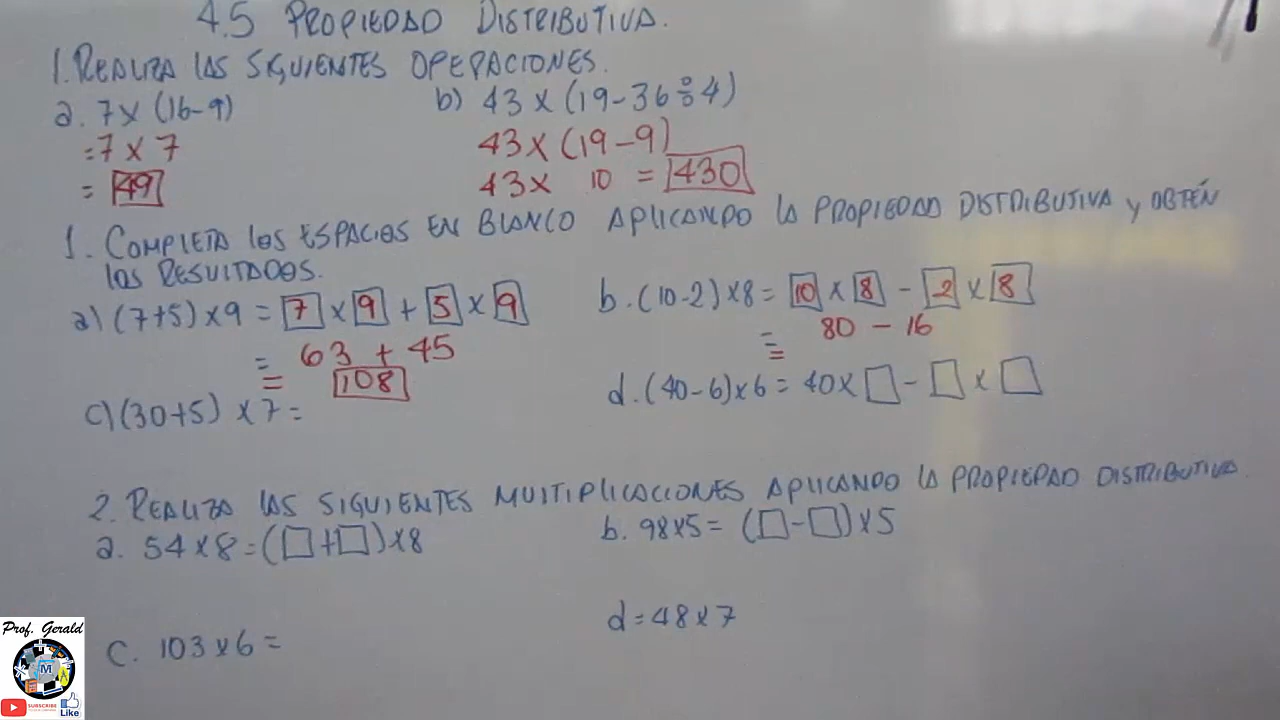 4.5 PROPIEDAD DISTRIBUTIVA.
1. REALIZA LAS SIGUIENTES OPERACIONES.
a. 7x (16-9)
= 7 x 7
= 49
b) 43 x (19-36÷4)
43x (19-9)
43x 10 = 430
1. COMPLETA LOS ESPACIOS EN BLANCO APLICANDO LA PROPIEDAD DISTRIBUTIVA y OBTÉN
LOS RESULTADOS.
a) (7+5) x 9 = 7 x 9 + 5 x 9
= 63 + 45
= 108
b. (10-2) x 8 = 10 x 8 - 2 x 8
= 80 - 16
=
c) (30+5) x 7 =
d. (40-6) x 6 = 40 x □ - □ x □
2. REALIZA LAS SIGUIENTES MULTIPLICACIONES APLICANDO LA PROPIEDAD DISTRIBUTIVA.
a. 54 x 8 = (□+□) x 8
b. 98x5 = (□-□) x 5
c. 103 x 6 =
d = 48 x 7
Prof. Gerald
M
SUBSCRIBE
Like